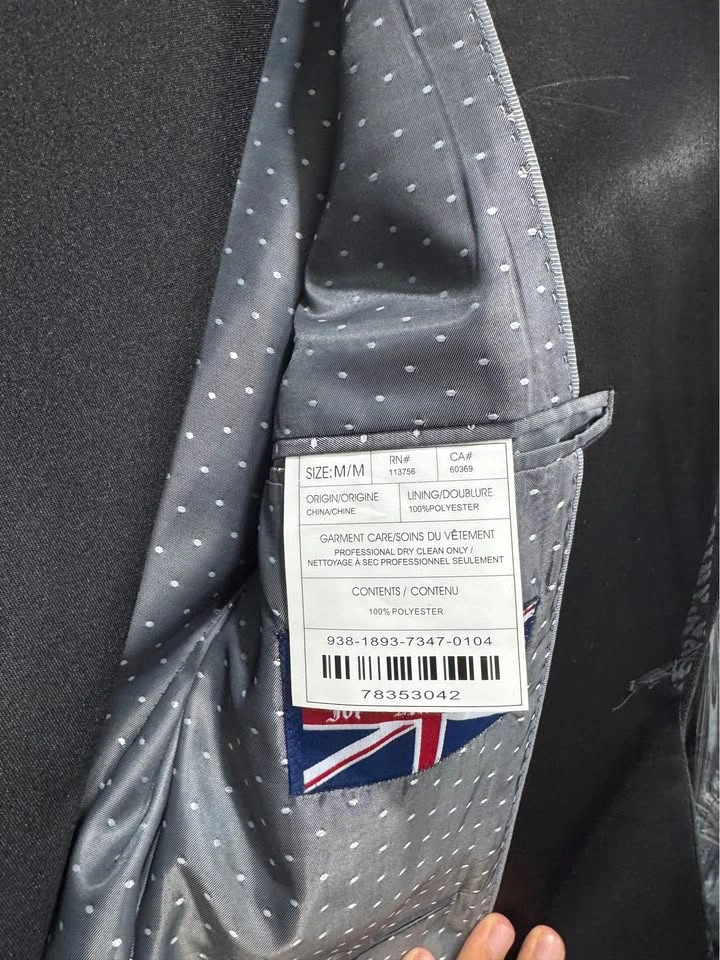 SIZE:M/M
RN#
113756
CA#
60369
ORIGIN/ORIGINE
CHINA/CHINE
LINING/DOUBLURE
100%POLYESTER
GARMENT CARE/SOINS DU VÊTEMENT
PROFESSIONAL DRY CLEAN ONLY /
NETTOYAGE À SEC PROFESSIONNEL SEULEMENT
CONTENTS / CONTENU
100% POLYESTER
938-1893-7347-0104
78353042